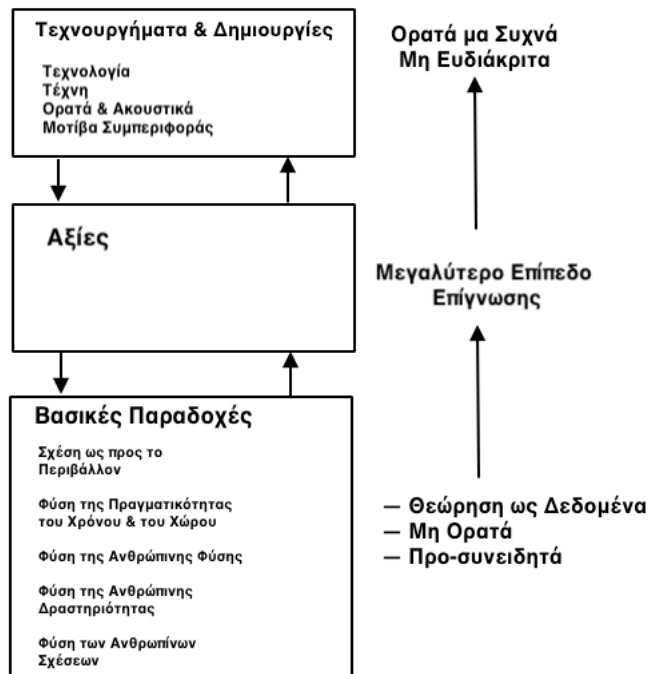 Τεχνουργήματα & Δημιουργίες
Τεχνολογία
Τέχνη
Ορατά & Ακουστικά
Μοτίβα Συμπεριφοράς
Ορατά μα Συχνά
Μη Ευδιάκριτα
Αξίες
Μεγαλύτερο Επίπεδο
Επίγνωσης
Βασικές Παραδοχές
Σχέση ως προς το
Περιβάλλον
Φύση της Πραγματικότητας
του Χρόνου & του Χώρου
Φύση της Ανθρώπινης Φύσης
Φύση της Ανθρώπινης
Δραστηριότητας
Φύση των Ανθρωπίνων
Σχέσεων
— Θεώρηση ως Δεδομένα
— Μη Ορατά
— Προ-συνειδητά